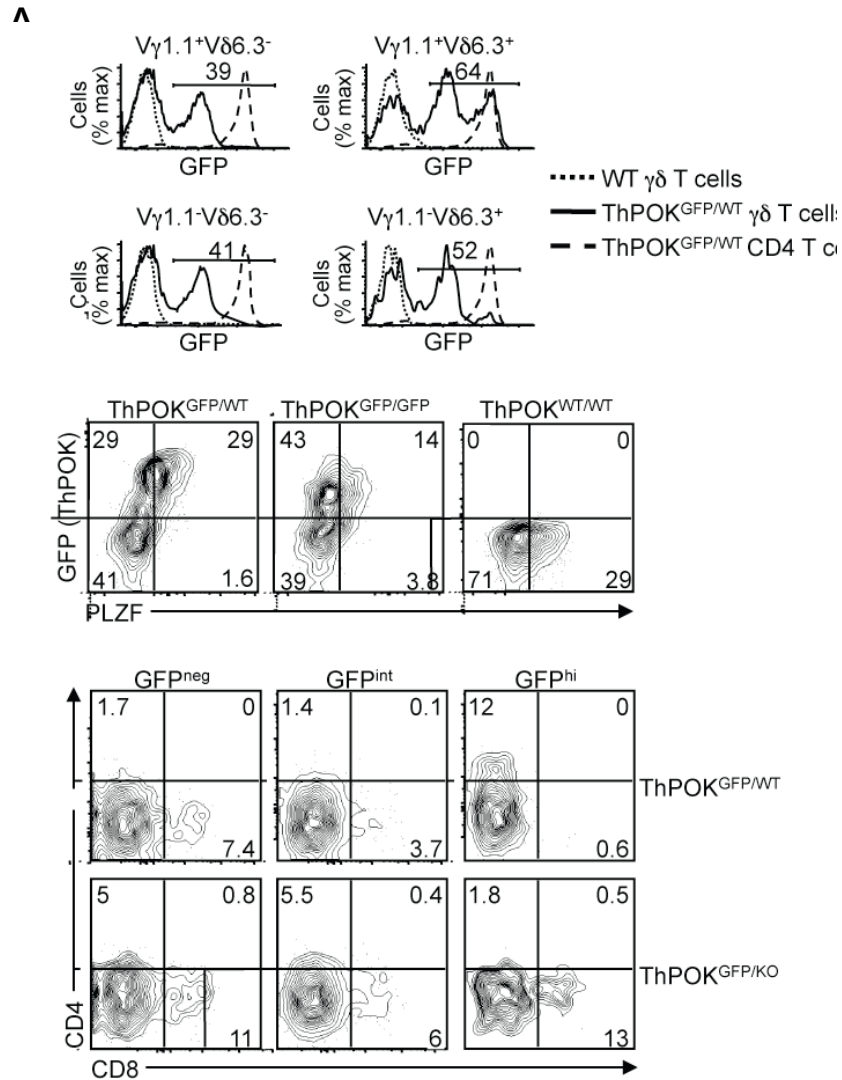 A
Vγ1.1⁺Vδ6.3⁻
39
Cells
(% max)
GFP
Vγ1.1⁺Vδ6.3⁺
64
Cells
(% max)
GFP
Vγ1.1⁻Vδ6.3⁻
41
Cells
(% max)
GFP
Vγ1.1⁻Vδ6.3⁺
52
Cells
(% max)
GFP
WT γδ T cells
ThPOKᴳᶠᴾ/ᵂᵀ γδ T cells
ThPOKᴳᶠᴾ/ᵂᵀ CD4 T ce
ThPOKᴳᶠᴾ/ᵂᵀ
ThPOKᴳᶠᴾ/ᴳᶠᴾ
ThPOKᵂᵀ/ᵂᵀ
GFP (ThPOK)
29 29
41 1.6
43 14
39 3.8
0 0
71 29
PLZF
GFPⁿᵉᵍ
GFPⁱⁿᵗ
GFPʰⁱ
1.7 0
7.4
1.4 0.1
3.7
12 0
0.6
ThPOKᴳᶠᴾ/ᵂᵀ
5 0.8
11
5.5 0.4
6
1.8 0.5
13
ThPOKᴳᶠᴾ/ᴷᴼ
CD4
CD8